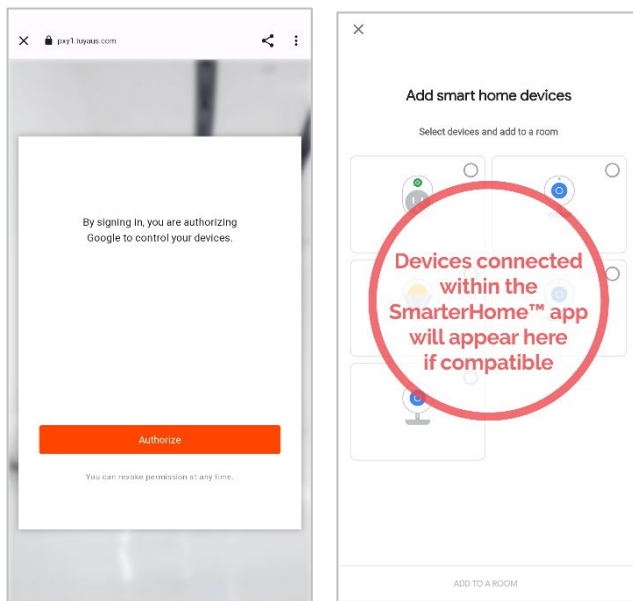 pxy1.tuyaus.com
By signing in, you are authorizing
Google to control your devices.
Authorize
You can revoke permission at any time.
Add smart home devices
Select devices and add to a room
Devices connected
within the
SmarterHome™ app
will appear here
if compatible
ADD TO A ROOM